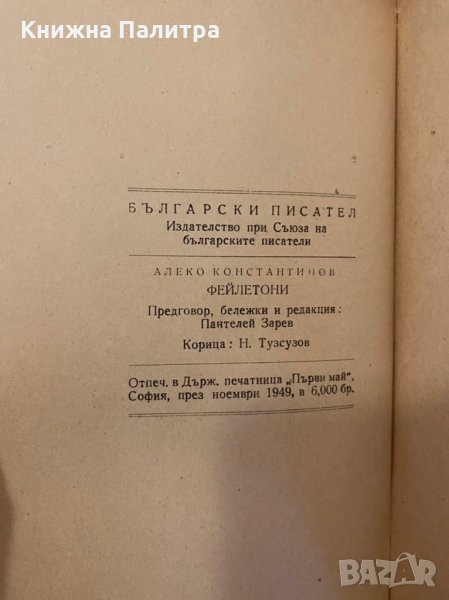 Книжна Палитра
БЪЛГАРСКИ ПИСАТЕЛ
Издателство при Съюза на
българските писатели
АЛЕКО КОНСТАНТИНОВ
ФЕЙЛЕТОНИ
Предговор, бележки и редакция:
Пантелей Зарев
Корица: Н. Тузсузов
Отпеч. в Държ. печатница „Първи май“,
София, през ноември 1949, в 6,000 бр.
BAZAR